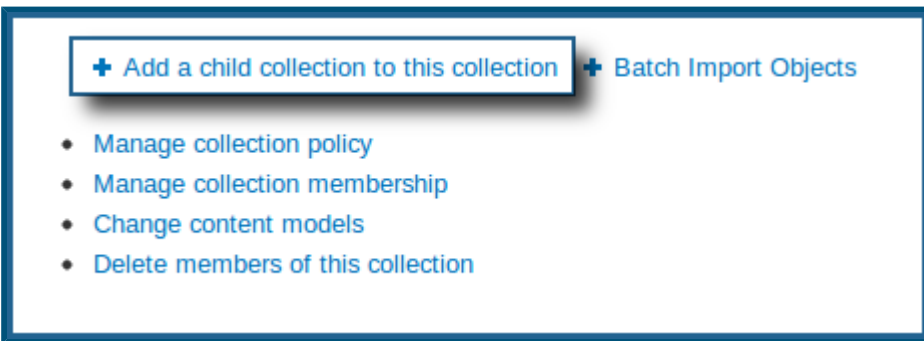 + Add a child collection to this collection + Batch Import Objects
• Manage collection policy
• Manage collection membership
• Change content models
• Delete members of this collection